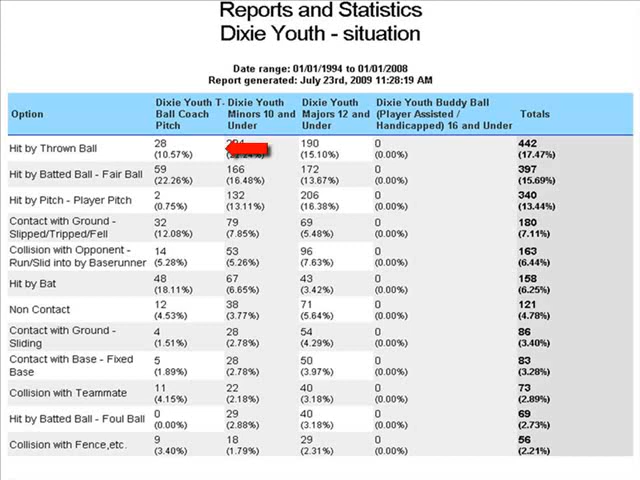 Reports and Statistics
Dixie Youth - situation
Date range: 01/01/1994 to 01/01/2008
Report generated: July 23rd, 2009 11:28:19 AM
Option Dixie Youth T-Ball Coach Pitch Dixie Youth Minors 10 and Under Dixie Youth Majors 12 and Under Dixie Youth Buddy Ball (Player Assisted / Handicapped) 16 and Under Totals
Hit by Thrown Ball 28 190 0 442
(10.57%) (15.10%) (0.00%) (17.47%)
Hit by Batted Ball - Fair Ball 59 166 172 0 397
(22.26%) (16.48%) (13.67%) (0.00%) (15.69%)
Hit by Pitch - Player Pitch 2 132 206 0 340
(0.75%) (13.11%) (16.38%) (0.00%) (13.44%)
Contact with Ground - 32 79 69 0 180
Slipped/Tripped/Fell (12.08%) (7.85%) (5.48%) (0.00%) (7.11%)
Collision with Opponent - 14 53 96 0 163
Run/Slid into by Baserunner (5.28%) (5.26%) (7.63%) (0.00%) (6.44%)
Hit by Bat 48 67 43 0 158
(18.11%) (6.65%) (3.42%) (0.00%) (6.25%)
Non Contact 12 38 71 0 121
(4.53%) (3.77%) (5.64%) (0.00%) (4.78%)
Contact with Ground - 4 28 54 0 86
Sliding (1.51%) (2.78%) (4.29%) (0.00%) (3.40%)
Contact with Base - Fixed 5 28 50 0 83
Base (1.89%) (2.78%) (3.97%) (0.00%) (3.28%)
Collision with Teammate 11 22 40 0 73
(4.15%) (2.18%) (3.18%) (0.00%) (2.89%)
Hit by Batted Ball - Foul Ball 0 29 40 0 69
(0.00%) (2.88%) (3.18%) (0.00%) (2.73%)
Collision with Fence,etc. 9 18 29 0 56
(3.40%) (1.79%) (2.31%) (0.00%) (2.21%)